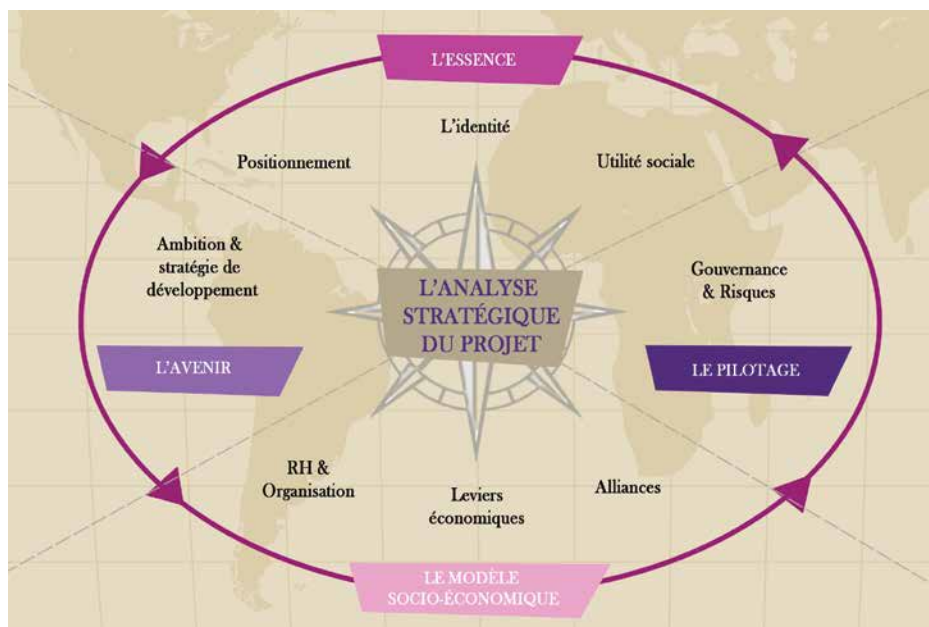 L'ESSENCE
L'identité
Positionnement
Utilité sociale
Ambition &
stratégie de
développement
Gouvernance
& Risques
L'ANALYSE
STRATÉGIQUE
DU PROJET
L'AVENIR
LE PILOTAGE
RH &
Organisation
Leviers
économiques
Alliances
LE MODÈLE
SOCIO-ÉCONOMIQUE